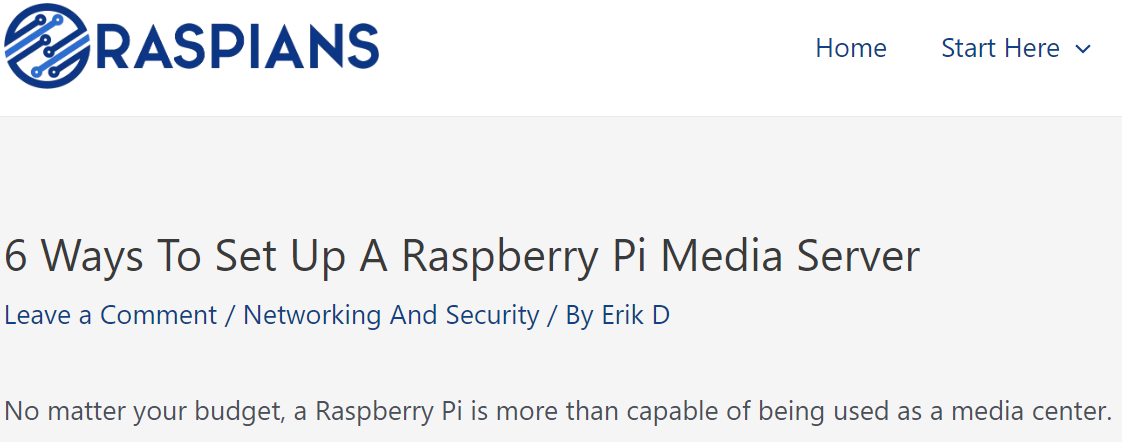 RASPIANS
Home
Start Here
6 Ways To Set Up A Raspberry Pi Media Server
Leave a Comment / Networking And Security / By Erik D
No matter your budget, a Raspberry Pi is more than capable of being used as a media center.